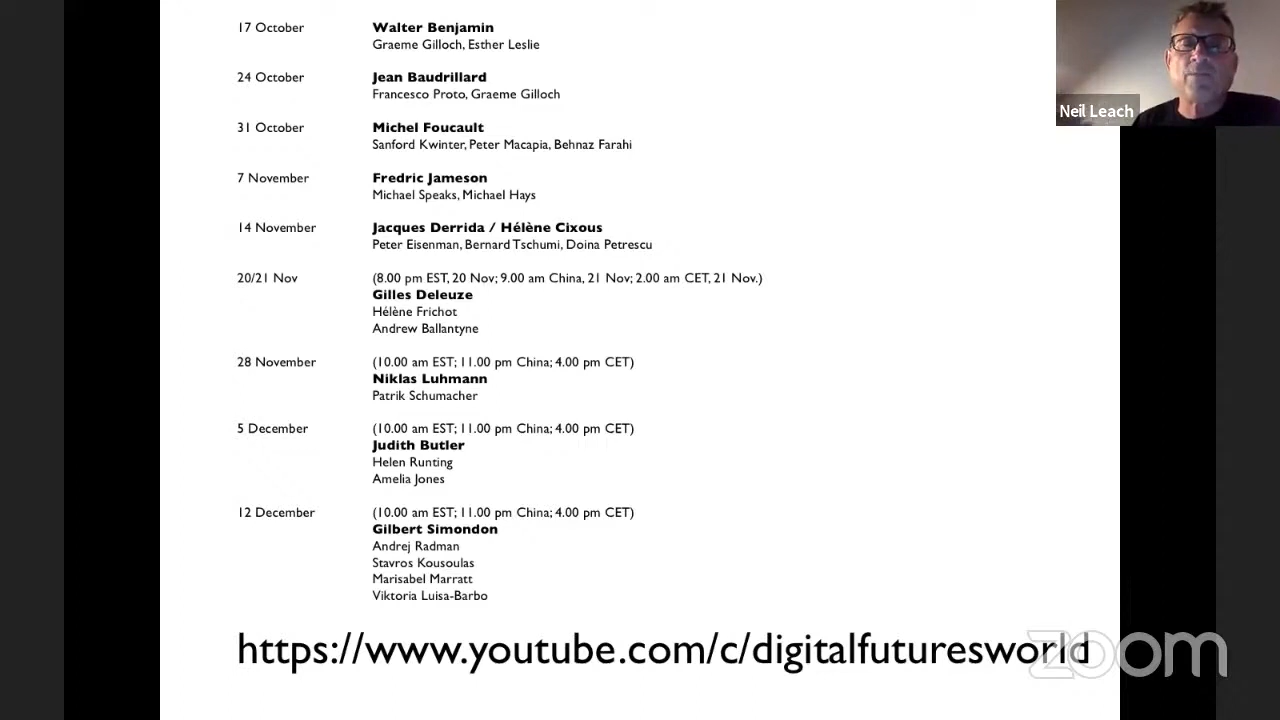 17 October
Walter Benjamin
Graeme Gilloch, Esther Leslie
24 October
Jean Baudrillard
Francesco Proto, Graeme Gilloch
31 October
Michel Foucault
Sanford Kwinter, Peter Macapia, Behnaz Farahi
7 November
Fredric Jameson
Michael Speaks, Michael Hays
14 November
Jacques Derrida / Hélène Cixous
Peter Eisenman, Bernard Tschumi, Doina Petrescu
20/21 Nov
(8.00 pm EST, 20 Nov; 9.00 am China, 21 Nov; 2.00 am CET, 21 Nov.)
Gilles Deleuze
Hélène Frichot
Andrew Ballantyne
28 November
(10.00 am EST; 11.00 pm China; 4.00 pm CET)
Niklas Luhmann
Patrik Schumacher
5 December
(10.00 am EST; 11.00 pm China; 4.00 pm CET)
Judith Butler
Helen Runting
Amelia Jones
12 December
(10.00 am EST; 11.00 pm China; 4.00 pm CET)
Gilbert Simondon
Andrej Radman
Stavros Kousoulas
Marisabel Marratt
Viktoria Luisa-Barbo
https://www.youtube.com/c/digitalfuturesworld
zoom
Neil Leach